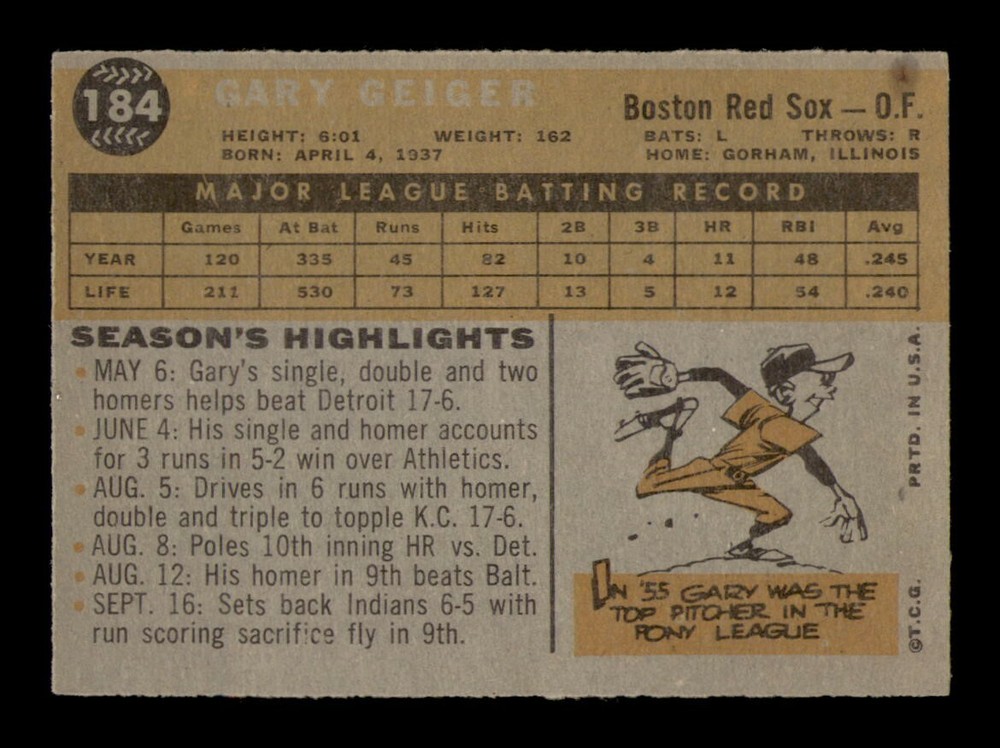 184
GARY GEIGER
Boston Red Sox — O.F.
HEIGHT: 6:01 WEIGHT: 162 BATS: L THROWS: R
BORN: APRIL 4, 1937 HOME: GORHAM, ILLINOIS
MAJOR LEAGUE BATTING RECORD
Games At Bat Runs Hits 2B 3B HR RBI Avg
YEAR 120 335 45 82 10 4 11 48 .245
LIFE 211 530 73 127 13 5 12 54 .240
SEASON'S HIGHLIGHTS
• MAY 6: Gary's single, double and two
homers helps beat Detroit 17-6.
• JUNE 4: His single and homer accounts
for 3 runs in 5-2 win over Athletics.
• AUG. 5: Drives in 6 runs with homer,
double and triple to topple K.C. 17-6.
• AUG. 8: Poles 10th inning HR vs. Det.
• AUG. 12: His homer in 9th beats Balt.
• SEPT. 16: Sets back Indians 6-5 with
run scoring sacrifice fly in 9th.
IN '55 GARY WAS THE
TOP PITCHER IN THE
PONY LEAGUE
©T.C.G. PRTD. IN U.S.A.